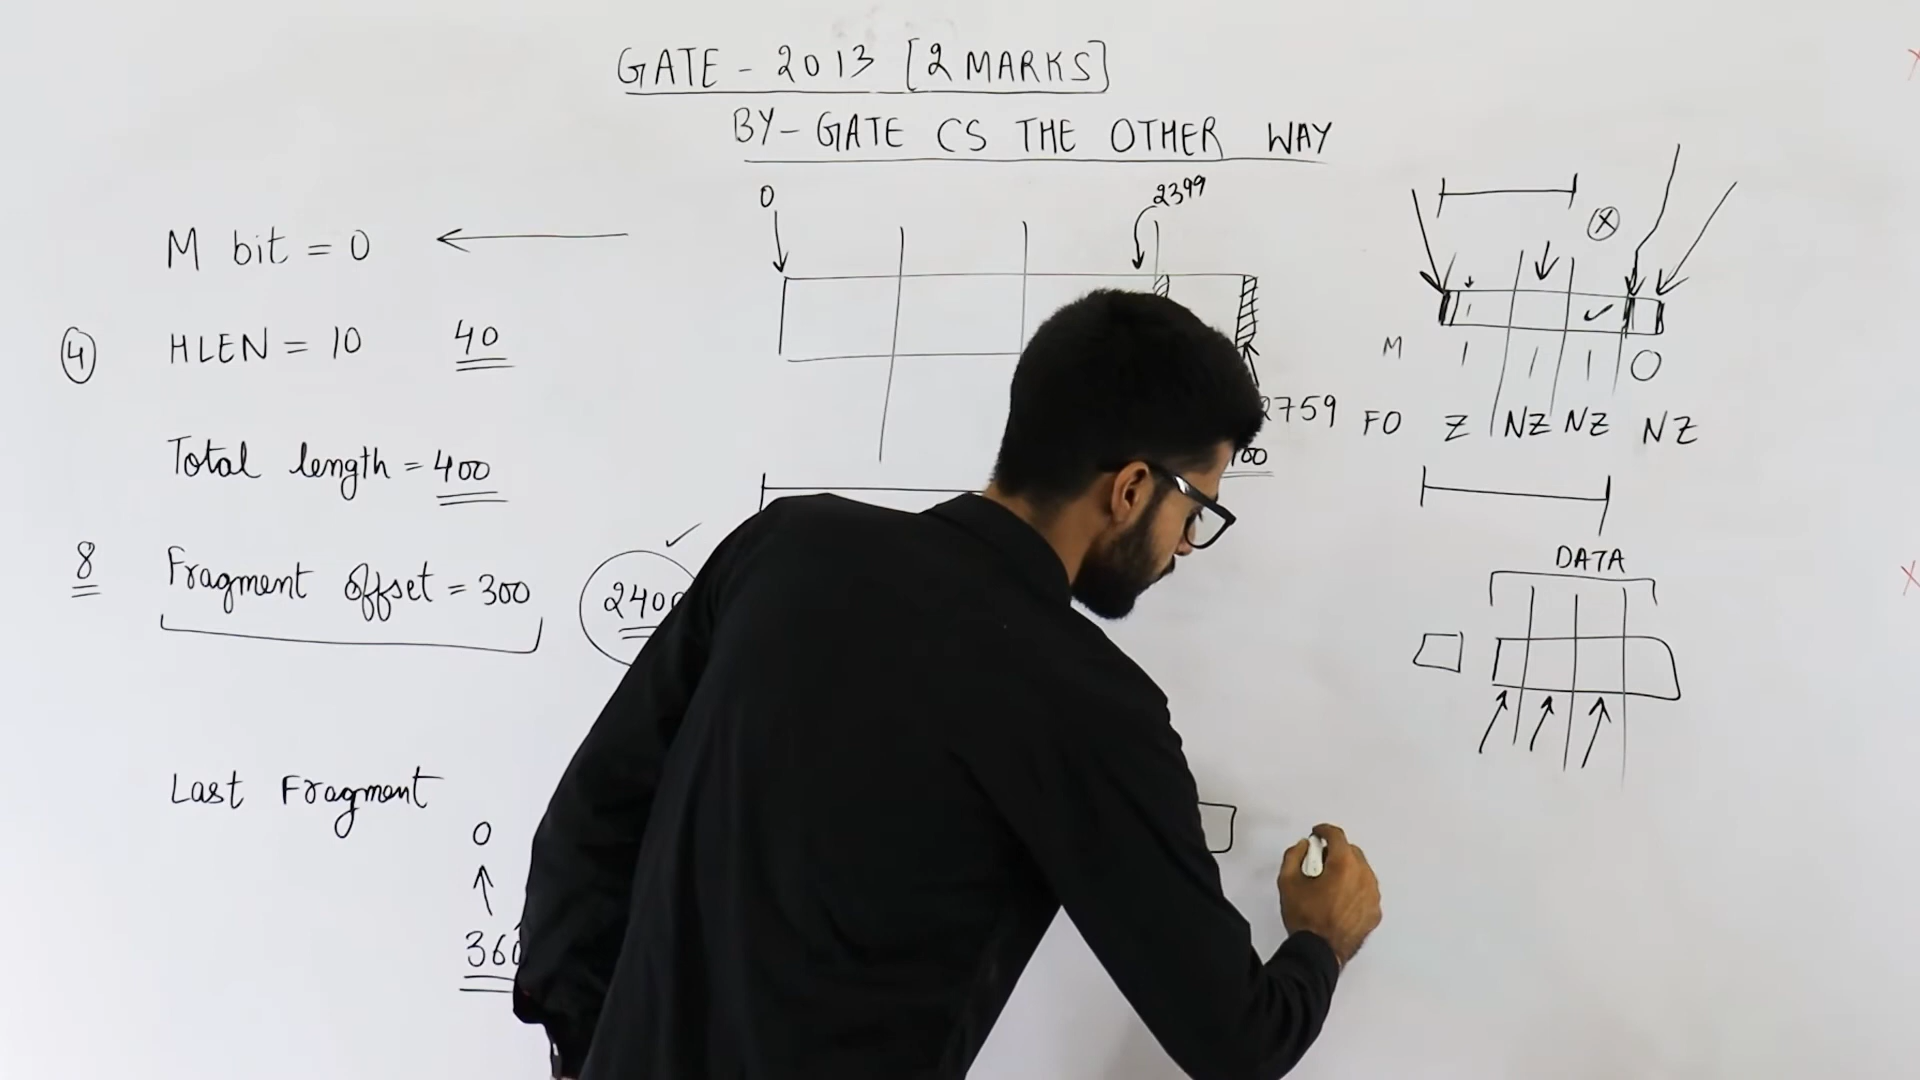 GATE - 2013 [2 MARKS]
BY- GATE CS THE OTHER WAY
M bit = 0
④ HLEN = 10 40
Total length = 400
8 Fragment offset = 300
2400
Last Fragment
0
360
0
2399
2759
M 1 1 1 0
FO Z NZ NZ NZ
DATA